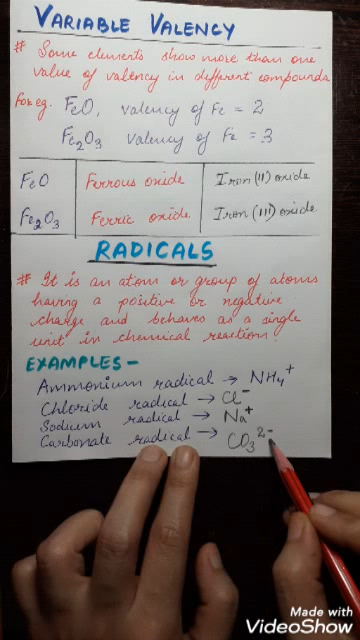 VARIABLE VALENCY
# Some elements show more than one
value of valency in different compounds
For eg. FeO, valency of Fe = 2
Fe₂O₃ valency of Fe = 3
FeO Ferrous oxide Iron (II) oxide
Fe₂O₃ Ferric oxide Iron (III) oxide
RADICALS
# It is an atom or group of atoms
having a positive or negative
charge and behaves as a single
unit in chemical reaction.
EXAMPLES-
Ammonium radical → NH₄⁺
Chloride radical → Cl⁻
Sodium radical → Na⁺
Carbonate radical → CO₃²⁻
Made with
VideoShow